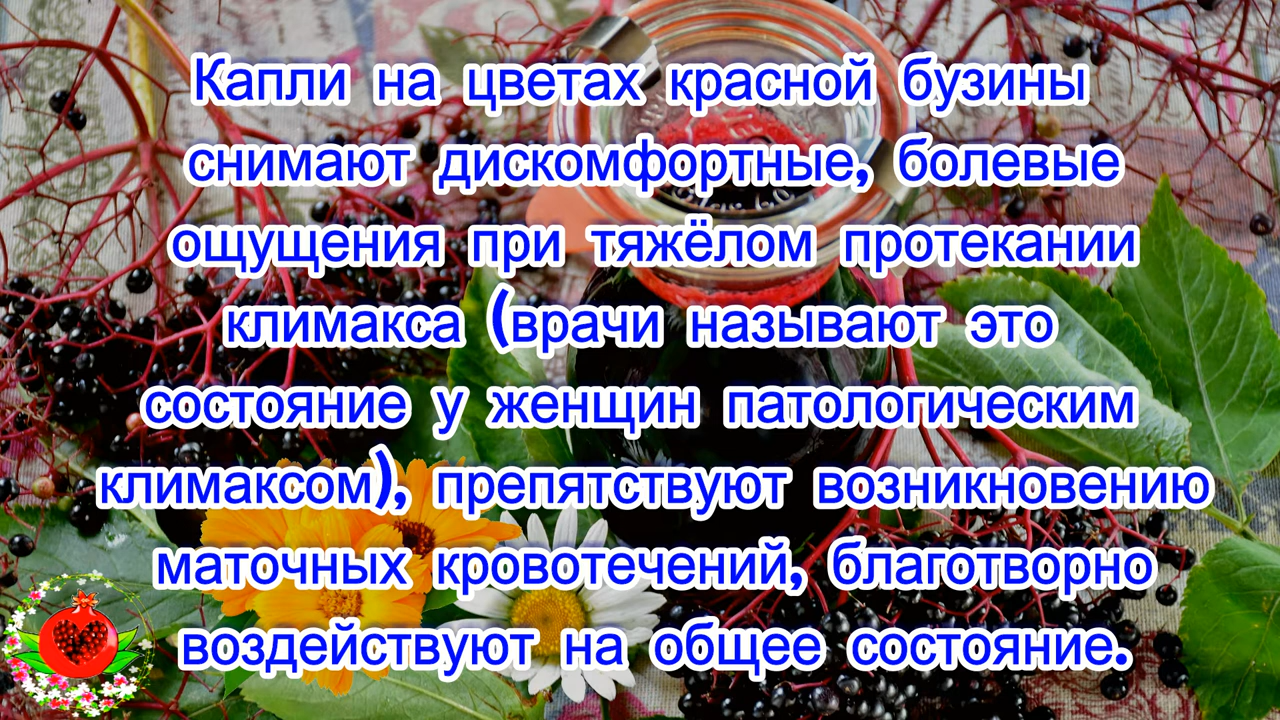 Капли на цветах красной бузины
снимают дискомфортные, болевые
ощущения при тяжёлом протекании
климакса (врачи называют это
состояние у женщин патологическим
климаксом), препятствуют возникновению
маточных кровотечений, благотворно
воздействуют на общее состояние.